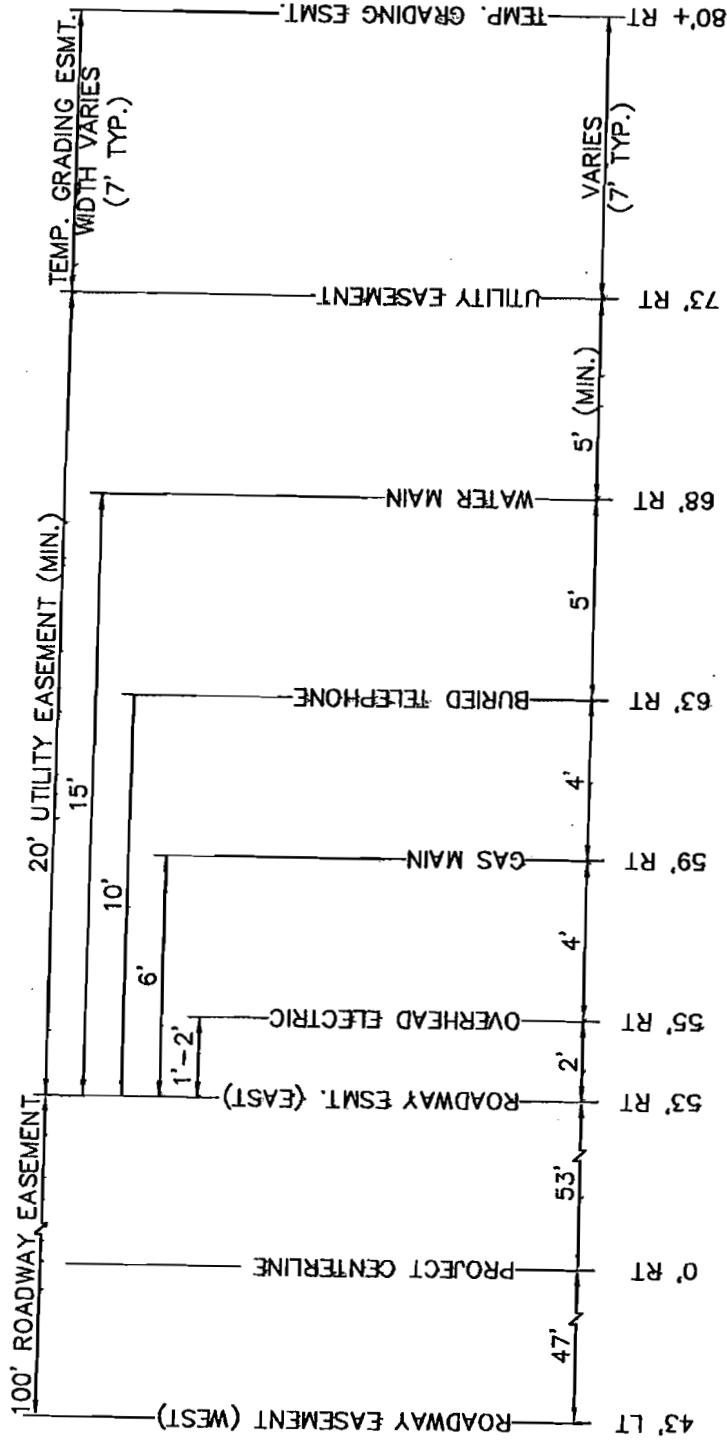 100' ROADWAY EASEMENT
20' UTILITY EASEMENT (MIN.)
TEMP. GRADING ESMT.
WIDTH VARIES
(7' TYP.)
15'
10'
6'
1'-2'
ROADWAY EASEMENT (WEST)
PROJECT CENTERLINE
ROADWAY ESMT. (EAST)
OVERHEAD ELECTRIC
GAS MAIN
BURIED TELEPHONE
WATER MAIN
UTILITY EASEMENT
TEMP. GRADING ESMT.
47'
53'
2'
4'
4'
5'
5' (MIN.)
VARIES
(7' TYP.)
43' LT
0' RT
53' RT
55' RT
59' RT
63' RT
68' RT
73' RT
80'+ RT